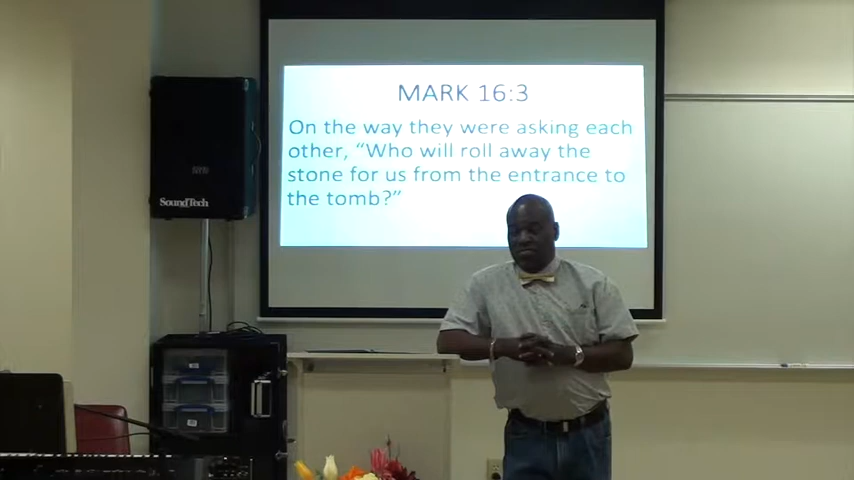 MARK 16:3
On the way they were asking each
other, “Who will roll away the
stone for us from the entrance to
the tomb?”
SOUNDTECH